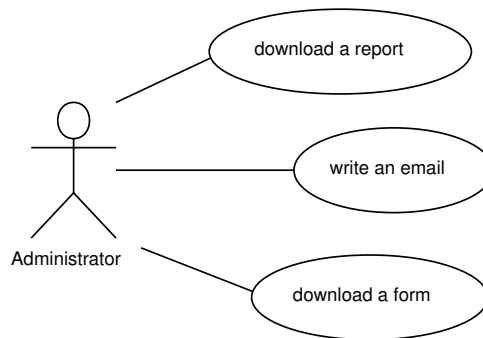 download a report
write an email
Administrator
download a form